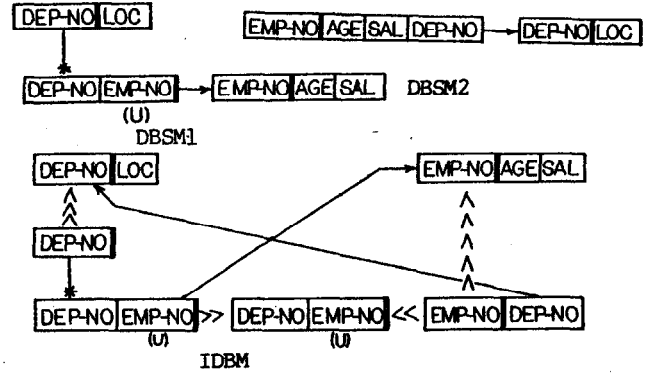 DEP-NO LOC
EMP-NO AGE SAL DEP-NO DEP-NO LOC
*
DEP-NO EMP-NO EMP-NO AGE SAL DBSM2
(U)
DBSM1
DEP-NO LOC EMP-NO AGE SAL
DEP-NO
*
DEP-NO EMP-NO >> DEP-NO EMP-NO << EMP-NO DEP-NO
(U) (U)
IDBM